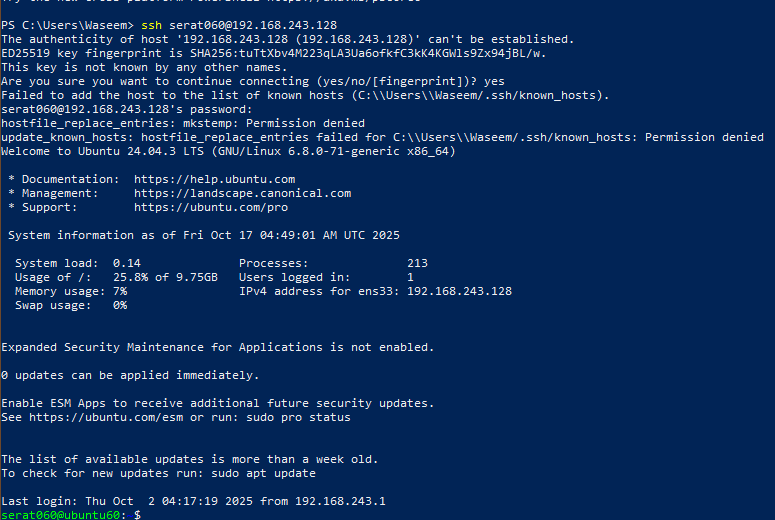 PS C:\Users\Waseem> ssh serat060@192.168.243.128
The authenticity of host '192.168.243.128 (192.168.243.128)' can't be established.
ED25519 key fingerprint is SHA256:tuTtXbv4M223qLA3Ua6ofkfC3kK4KGWls9Zx94jBL/w.
This key is not known by any other names.
Are you sure you want to continue connecting (yes/no/[fingerprint])? yes
Failed to add the host to the list of known hosts (C:\\Users\\Waseem/.ssh/known_hosts).
serat060@192.168.243.128's password:
hostfile_replace_entries: mkstemp: Permission denied
update_known_hosts: hostfile_replace_entries failed for C:\\Users\\Waseem/.ssh/known_hosts: Permission denied
Welcome to Ubuntu 24.04.3 LTS (GNU/Linux 6.8.0-71-generic x86_64)
* Documentation:  https://help.ubuntu.com
* Management:     https://landscape.canonical.com
* Support:        https://ubuntu.com/pro
System information as of Fri Oct 17 04:49:01 AM UTC 2025
System load:  0.14               Processes:              213
Usage of /:   25.8% of 9.75GB   Users logged in:        1
Memory usage: 7%                 IPv4 address for ens33: 192.168.243.128
Swap usage:   0%
Expanded Security Maintenance for Applications is not enabled.
0 updates can be applied immediately.
Enable ESM Apps to receive additional future security updates.
See https://ubuntu.com/esm or run: sudo pro status
The list of available updates is more than a week old.
To check for new updates run: sudo apt update
Last login: Thu Oct  2 04:17:19 2025 from 192.168.243.1
serat060@ubuntu60:~$